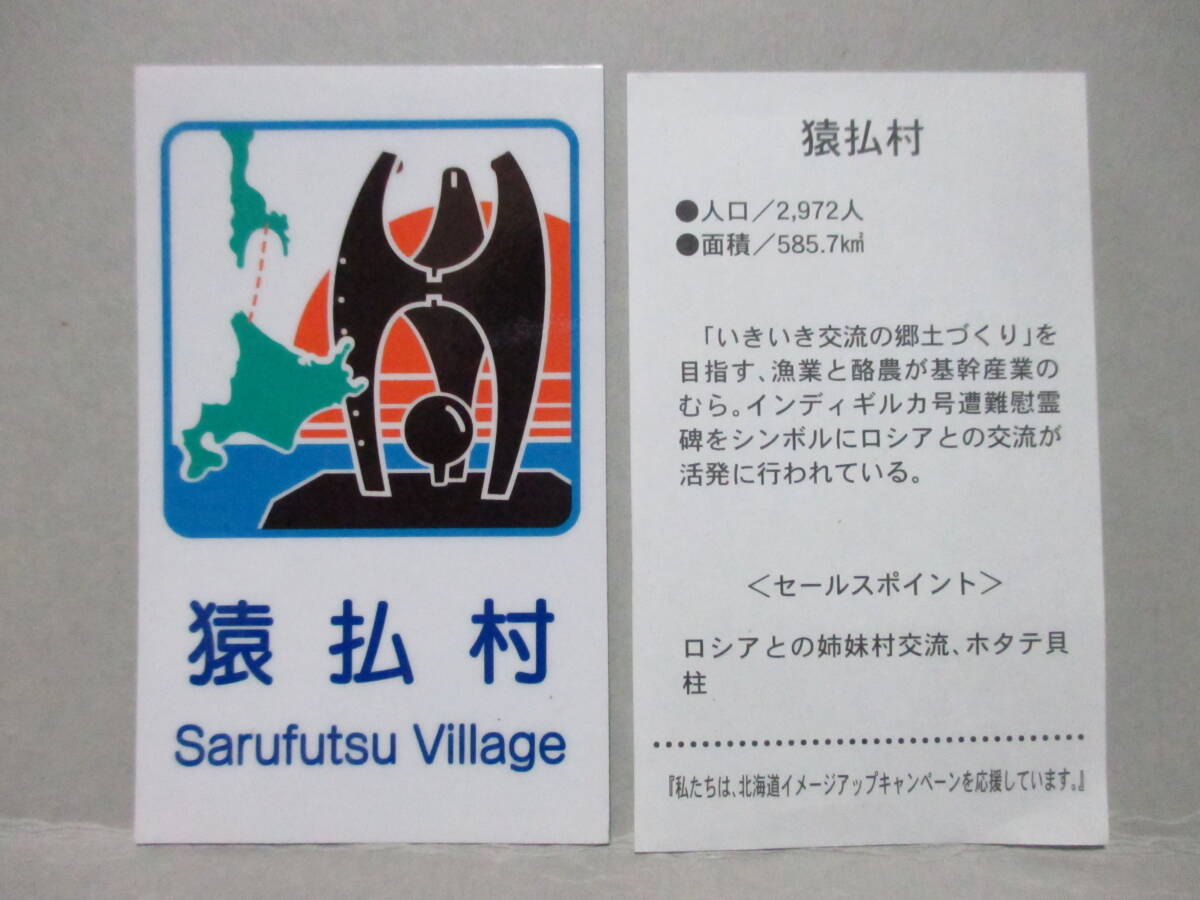 猿払村
Sarufutsu Village
猿払村
●人口／2,972人
●面積／585.7k㎡
「いきいき交流の郷土づくり」を
目指す、漁業と酪農が基幹産業の
むら。インディギルカ号遭難慰霊
碑をシンボルにロシアとの交流が
活発に行われている。
＜セールスポイント＞
ロシアとの姉妹村交流、ホタテ貝
柱
『私たちは、北海道イメージアップキャンペーンを応援しています。』